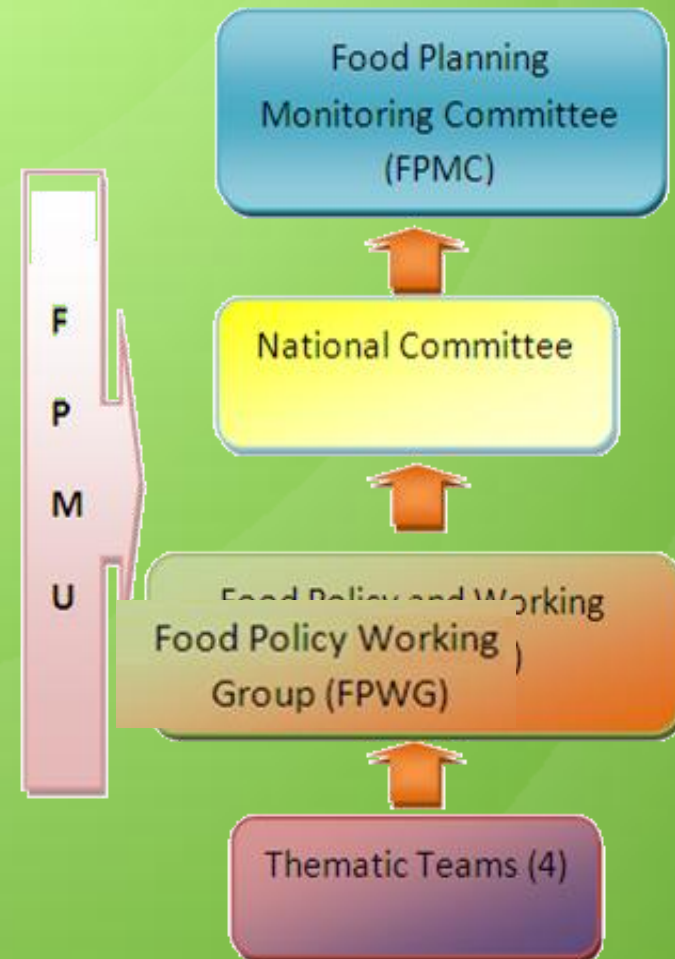 Food Planning
Monitoring Committee
(FPMC)
National Committee
F
P
M
U
Food Policy and Working
)
Food Policy Working
Group (FPWG)
Thematic Teams (4)